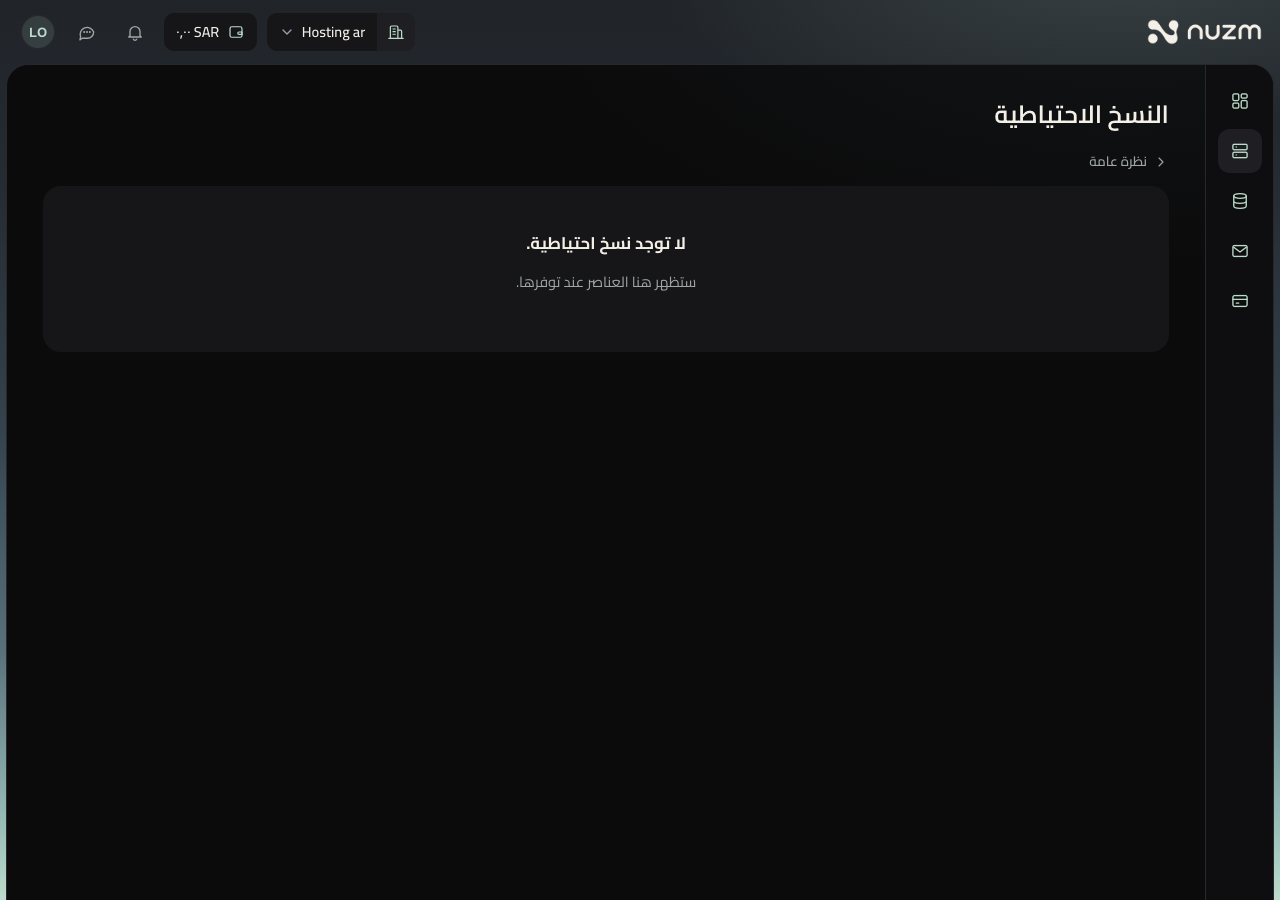 nuzm
Hosting ar
٠,٠٠ SAR
LO
النسخ الاحتياطية
نظرة عامة
لا توجد نسخ احتياطية.
ستظهر هنا العناصر عند توفرها.